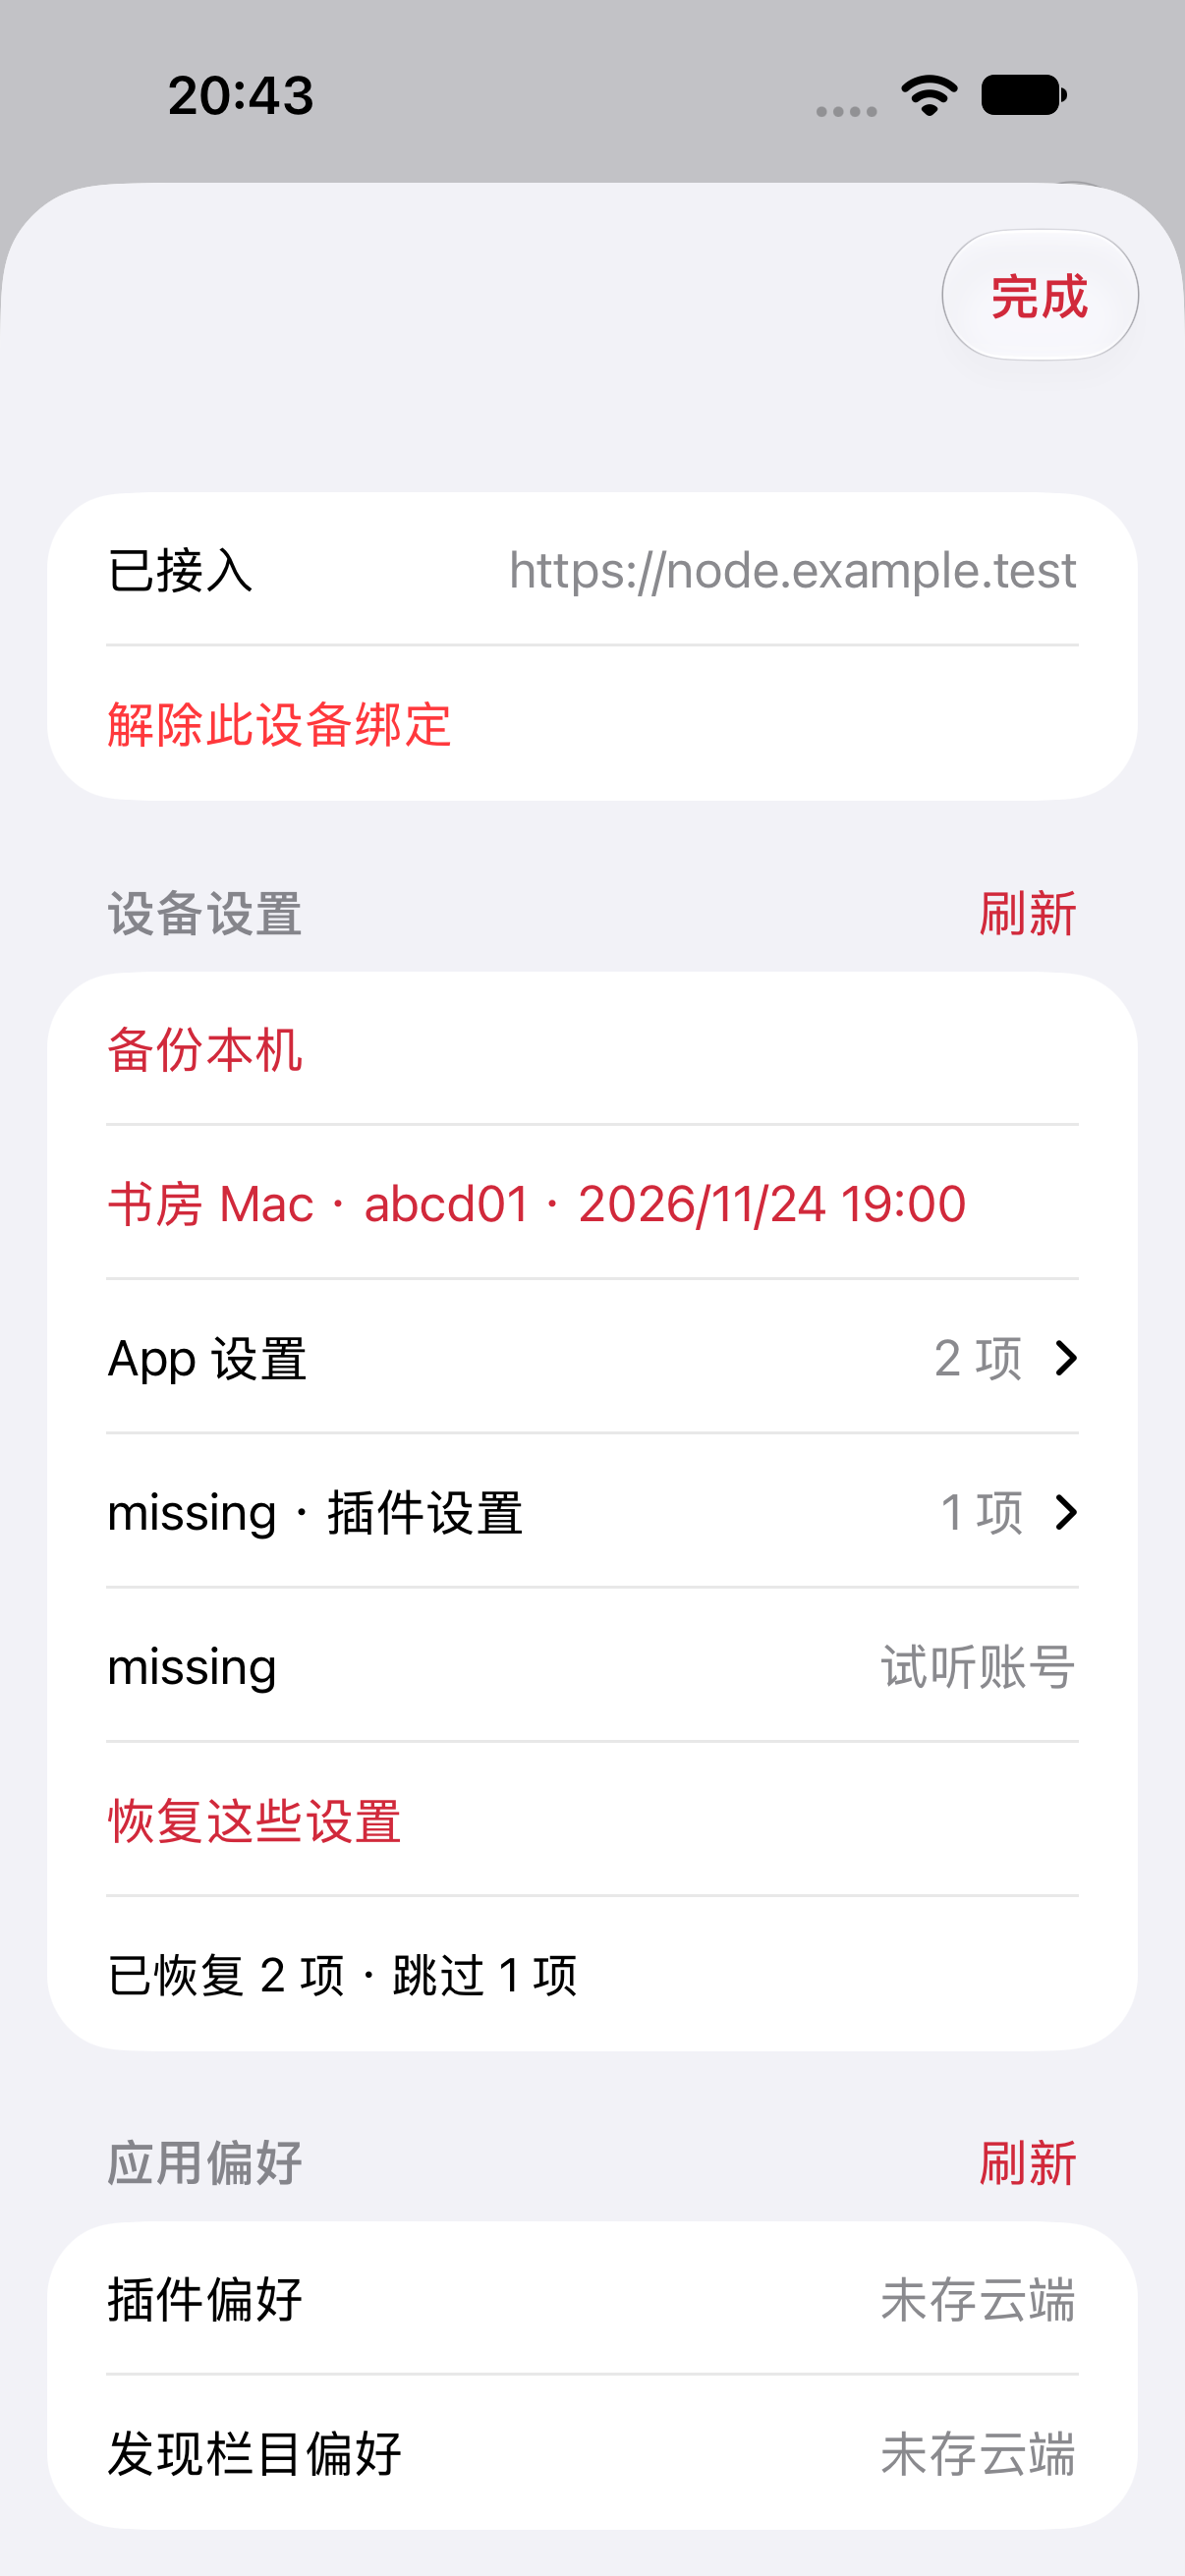 20:43
完成
已接入 https://node.example.test
解除此设备绑定
设备设置 刷新
备份本机
书房 Mac · abcd01 · 2026/11/24 19:00
App 设置 2 项
missing · 插件设置 1 项
missing 试听账号
恢复这些设置
已恢复 2 项 · 跳过 1 项
应用偏好 刷新
插件偏好 未存云端
发现栏目偏好 未存云端